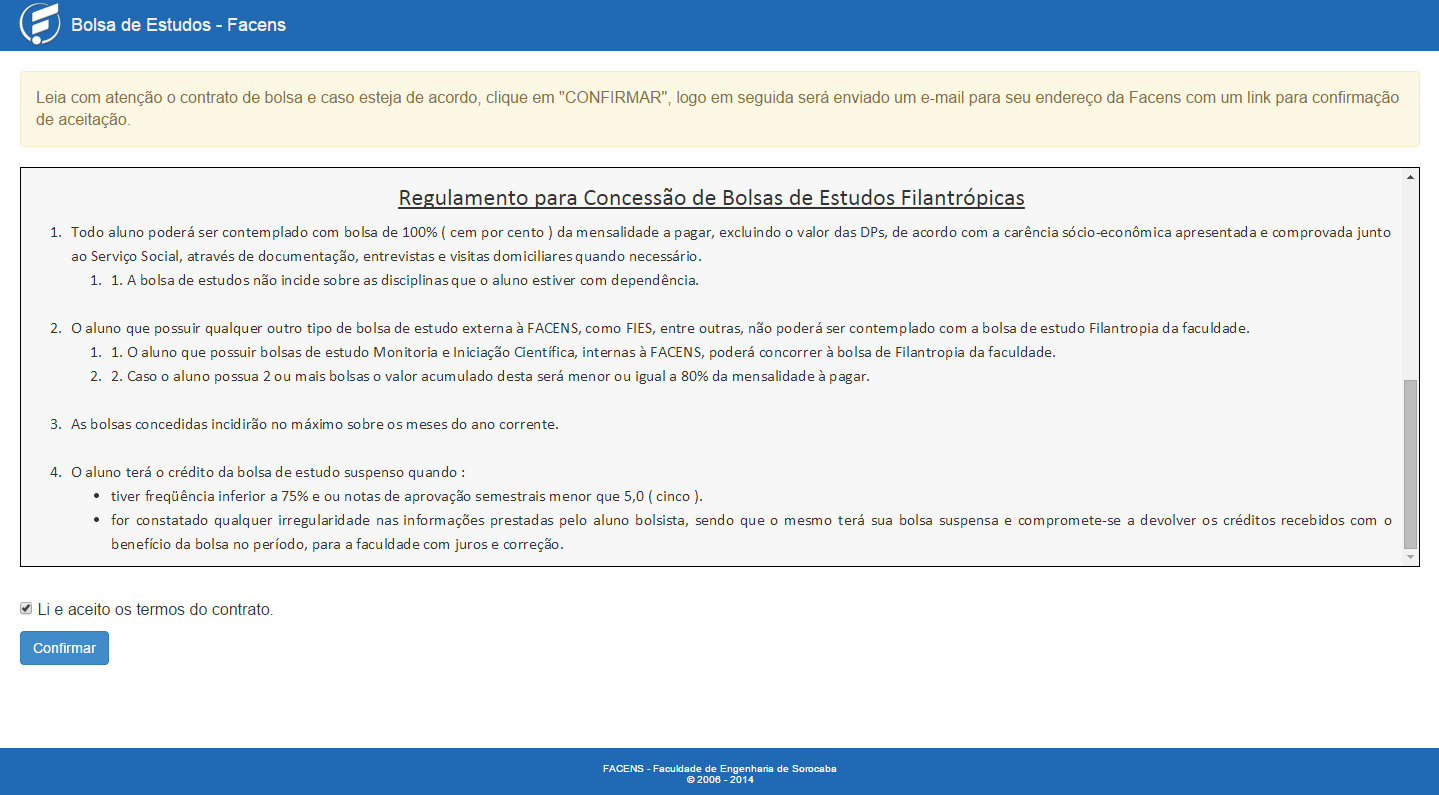 Bolsa de Estudos - Facens
Leia com atenção o contrato de bolsa e caso esteja de acordo, clique em "CONFIRMAR", logo em seguida será enviado um e-mail para seu endereço da Facens com um link para confirmação
de aceitação.
Regulamento para Concessão de Bolsas de Estudos Filantrópicas
1. Todo aluno poderá ser contemplado com bolsa de 100% ( cem por cento ) da mensalidade a pagar, excluindo o valor das DPs, de acordo com a carência sócio-econômica apresentada e comprovada junto
ao Serviço Social, através de documentação, entrevistas e visitas domiciliares quando necessário.
1. 1. A bolsa de estudos não incide sobre as disciplinas que o aluno estiver com dependência.
2. O aluno que possuir qualquer outro tipo de bolsa de estudo externa à FACENS, como FIES, entre outras, não poderá ser contemplado com a bolsa de estudo Filantropia da faculdade.
1. 1. O aluno que possuir bolsas de estudo Monitoria e Iniciação Científica, internas à FACENS, poderá concorrer à bolsa de Filantropia da faculdade.
2. 2. Caso o aluno possua 2 ou mais bolsas o valor acumulado desta será menor ou igual a 80% da mensalidade à pagar.
3. As bolsas concedidas incidirão no máximo sobre os meses do ano corrente.
4. O aluno terá o crédito da bolsa de estudo suspenso quando :
• tiver freqüência inferior a 75% e ou notas de aprovação semestrais menor que 5,0 ( cinco ).
• for constatado qualquer irregularidade nas informações prestadas pelo aluno bolsista, sendo que o mesmo terá sua bolsa suspensa e compromete-se a devolver os créditos recebidos com o
benefício da bolsa no período, para a faculdade com juros e correção.
Li e aceito os termos do contrato.
Confirmar
FACENS - Faculdade de Engenharia de Sorocaba
© 2006 - 2014